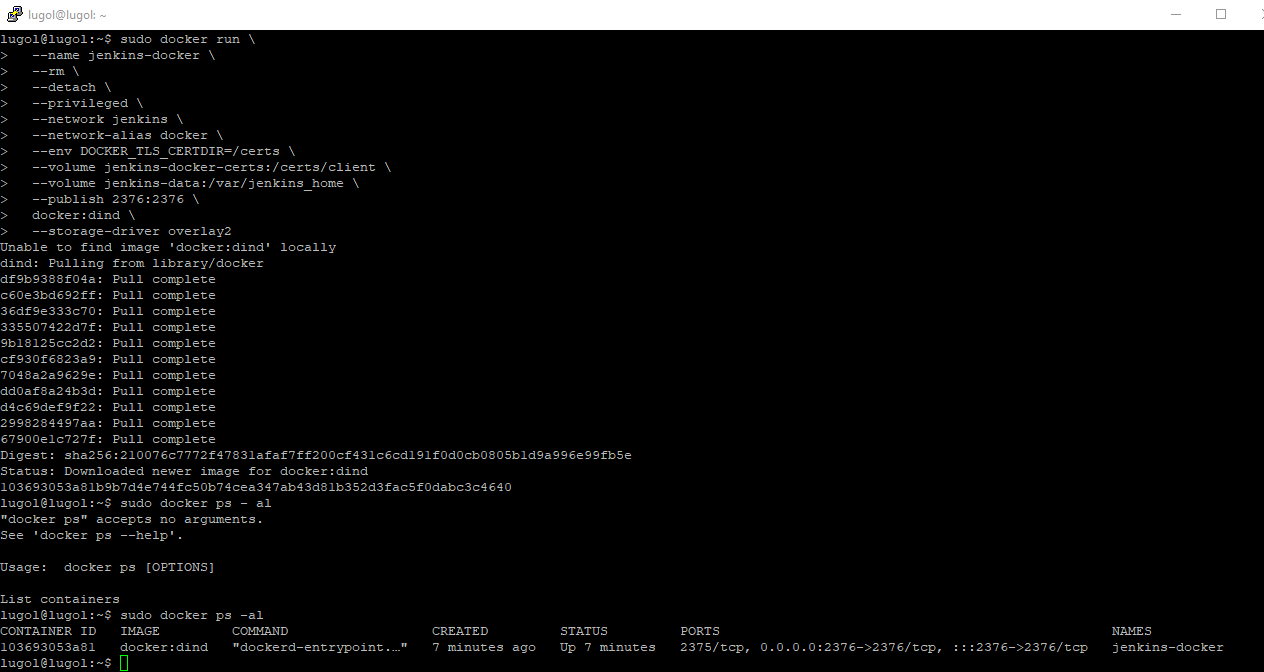 lugol@lugol: ~
lugol@lugol:~$ sudo docker run \
>   --name jenkins-docker \
>   --rm \
>   --detach \
>   --privileged \
>   --network jenkins \
>   --network-alias docker \
>   --env DOCKER_TLS_CERTDIR=/certs \
>   --volume jenkins-docker-certs:/certs/client \
>   --volume jenkins-data:/var/jenkins_home \
>   --publish 2376:2376 \
>   docker:dind \
>   --storage-driver overlay2
Unable to find image 'docker:dind' locally
dind: Pulling from library/docker
df9b9388f04a: Pull complete
c60e3bd692ff: Pull complete
36df9e333c70: Pull complete
335507422d7f: Pull complete
9b18125cc2d2: Pull complete
cf930f6823a9: Pull complete
7048a2a9629e: Pull complete
dd0af8a24b3d: Pull complete
d4c69def9f22: Pull complete
2998284497aa: Pull complete
67900e1c727f: Pull complete
Digest: sha256:210076c7772f47831afaf7ff200cf431c6cd191f0d0cb0805b1d9a996e99fb5e
Status: Downloaded newer image for docker:dind
103693053a81b9b7d4e744fc50b74cea347ab43d81b352d3fac5f0dabc3c4640
lugol@lugol:~$ sudo docker ps - al
"docker ps" accepts no arguments.
See 'docker ps --help'.
Usage:  docker ps [OPTIONS]
List containers
lugol@lugol:~$ sudo docker ps -al
CONTAINER ID   IMAGE         COMMAND                  CREATED         STATUS         PORTS                                                 NAMES
103693053a81   docker:dind   "dockerd-entrypoint.…"   7 minutes ago   Up 7 minutes   2375/tcp, 0.0.0.0:2376->2376/tcp, :::2376->2376/tcp   jenkins-docker
lugol@lugol:~$